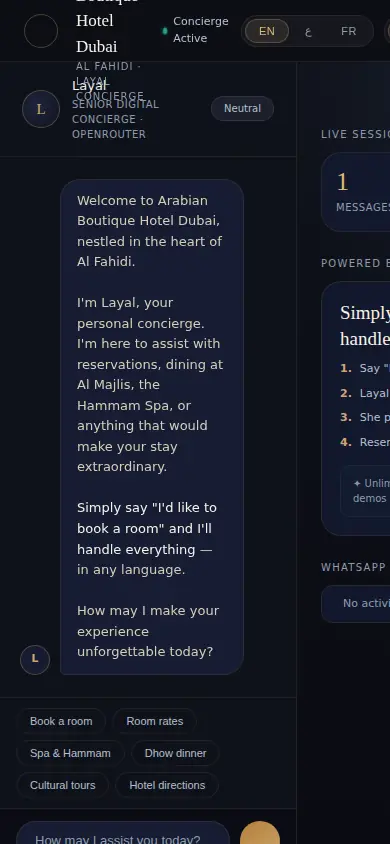 Boutique
Hotel
Dubai
AL FAHIDI ·
LAYAL
CONCIERGE
Concierge
Active
EN
ع
FR
L
Layal
SENIOR DIGITAL
CONCIERGE ·
OPENROUTER
Neutral
Welcome to Arabian
Boutique Hotel Dubai,
nestled in the heart of
Al Fahidi.
I'm Layal, your
personal concierge.
I'm here to assist with
reservations, dining at
Al Majlis, the
Hammam Spa, or
anything that would
make your stay
extraordinary.
Simply say "I'd like to
book a room" and I'll
handle everything —
in any language.
How may I make your
experience
unforgettable today?
L
Book a room
Room rates
Spa & Hammam
Dhow dinner
Cultural tours
Hotel directions
How may I assist you today?
LIVE SESSI
1
MESSAGES
POWERED
Simply
handle
1. Say "
2. Layal
3. She p
4. Reser
✦ Unlim
demos
WHATSAPP
No activi